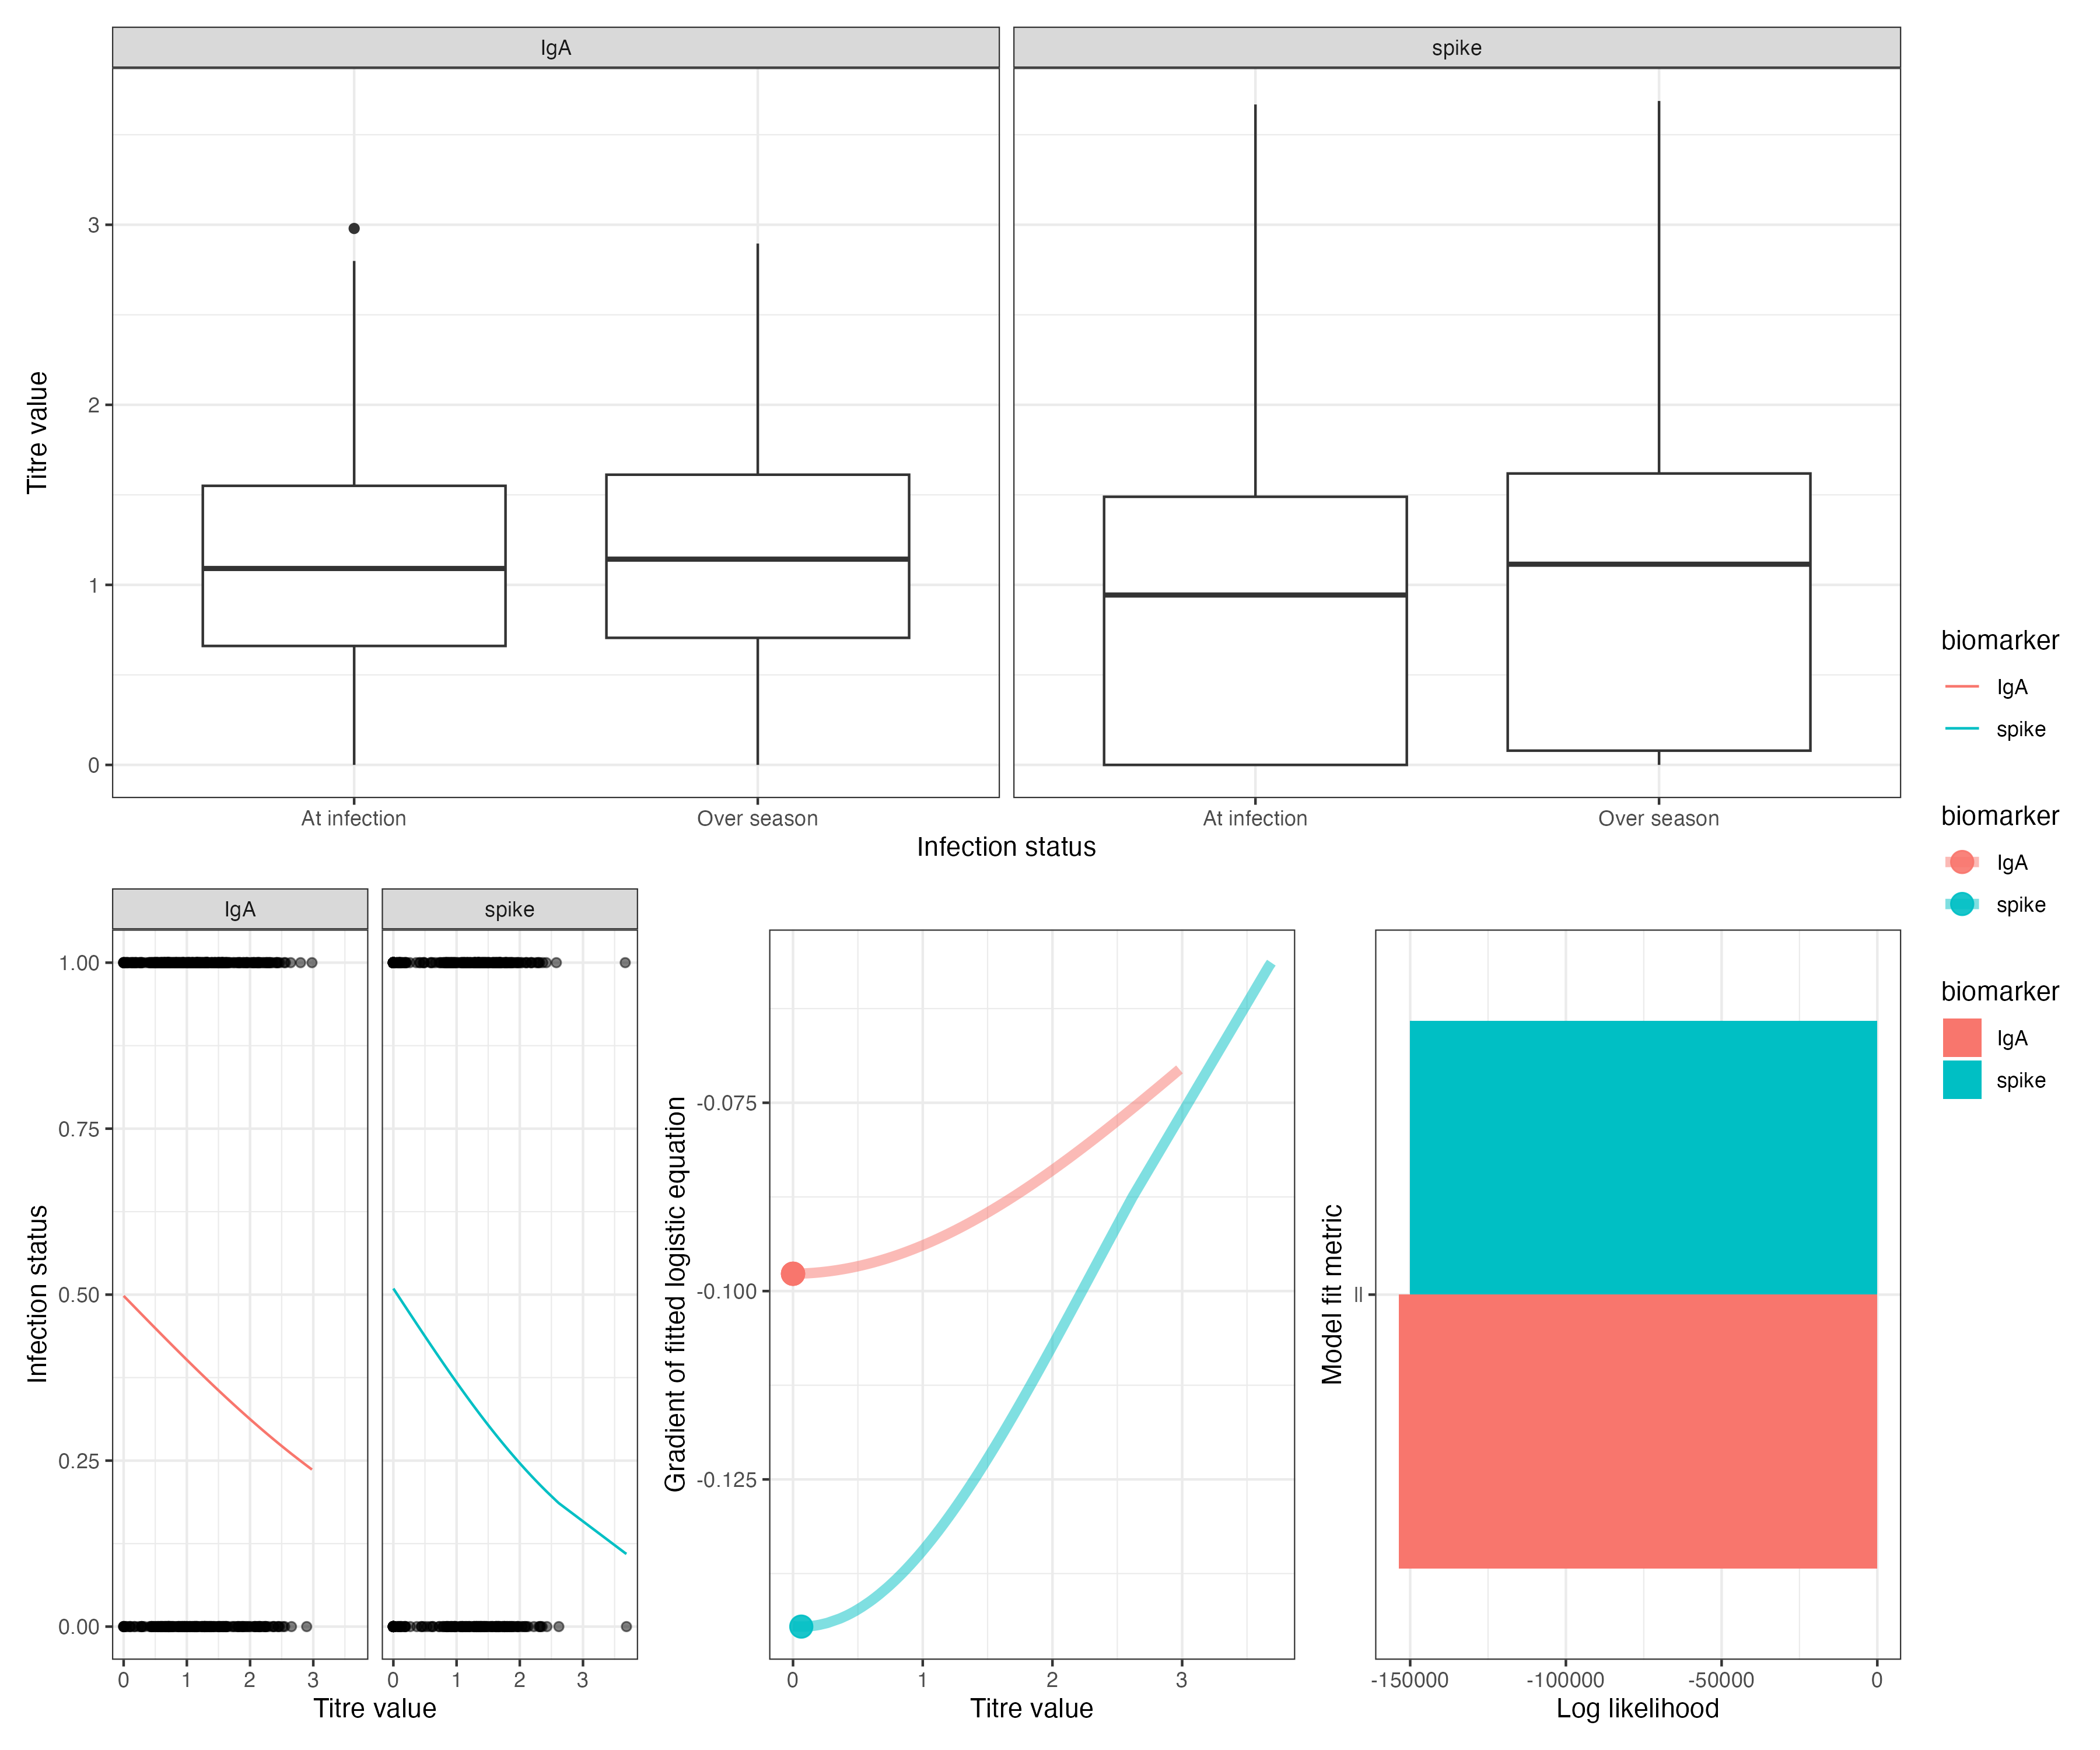 IgA
spike
Titre value
3
2
1
0
At infection
Over season
At infection
Over season
Infection status
biomarker
IgA
spike
biomarker
IgA
spike
biomarker
IgA
spike
IgA
spike
Infection status
1.00
0.75
0.50
0.25
0.00
0 1 2 3
0 1 2 3
Titre value
Gradient of fitted logistic equation
-0.075
-0.100
-0.125
0 1 2 3
Titre value
Model fit metric
ll
-150000 -100000 -50000 0
Log likelihood